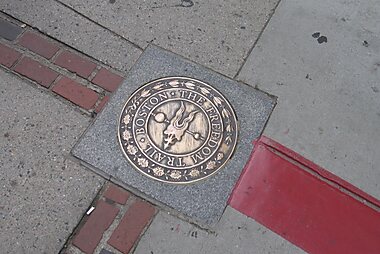 THE FREEDOM TRAIL · BOSTON ·